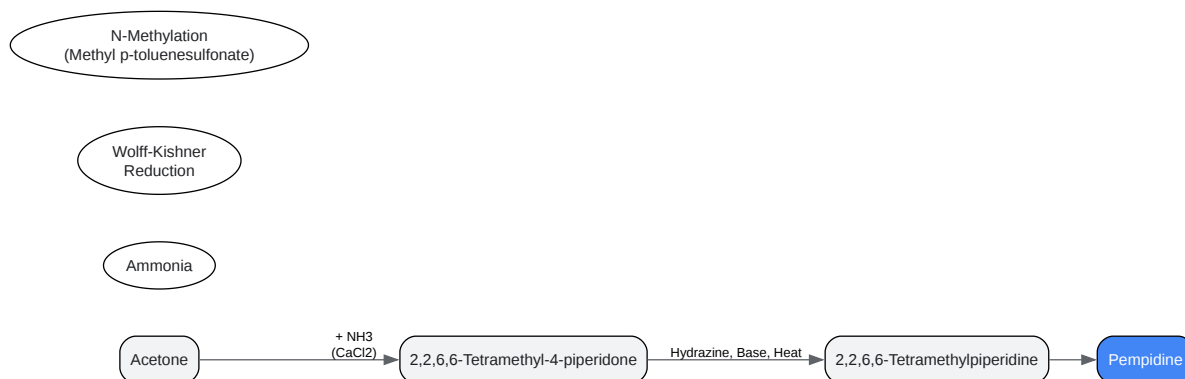 N-Methylation
(Methyl p-toluenesulfonate)
Wolff-Kishner
Reduction
Ammonia
+ NH3
(CaCl2)
Hydrazine, Base, Heat
Acetone
2,2,6,6-Tetramethyl-4-piperidone
2,2,6,6-Tetramethylpiperidine
Pempidine